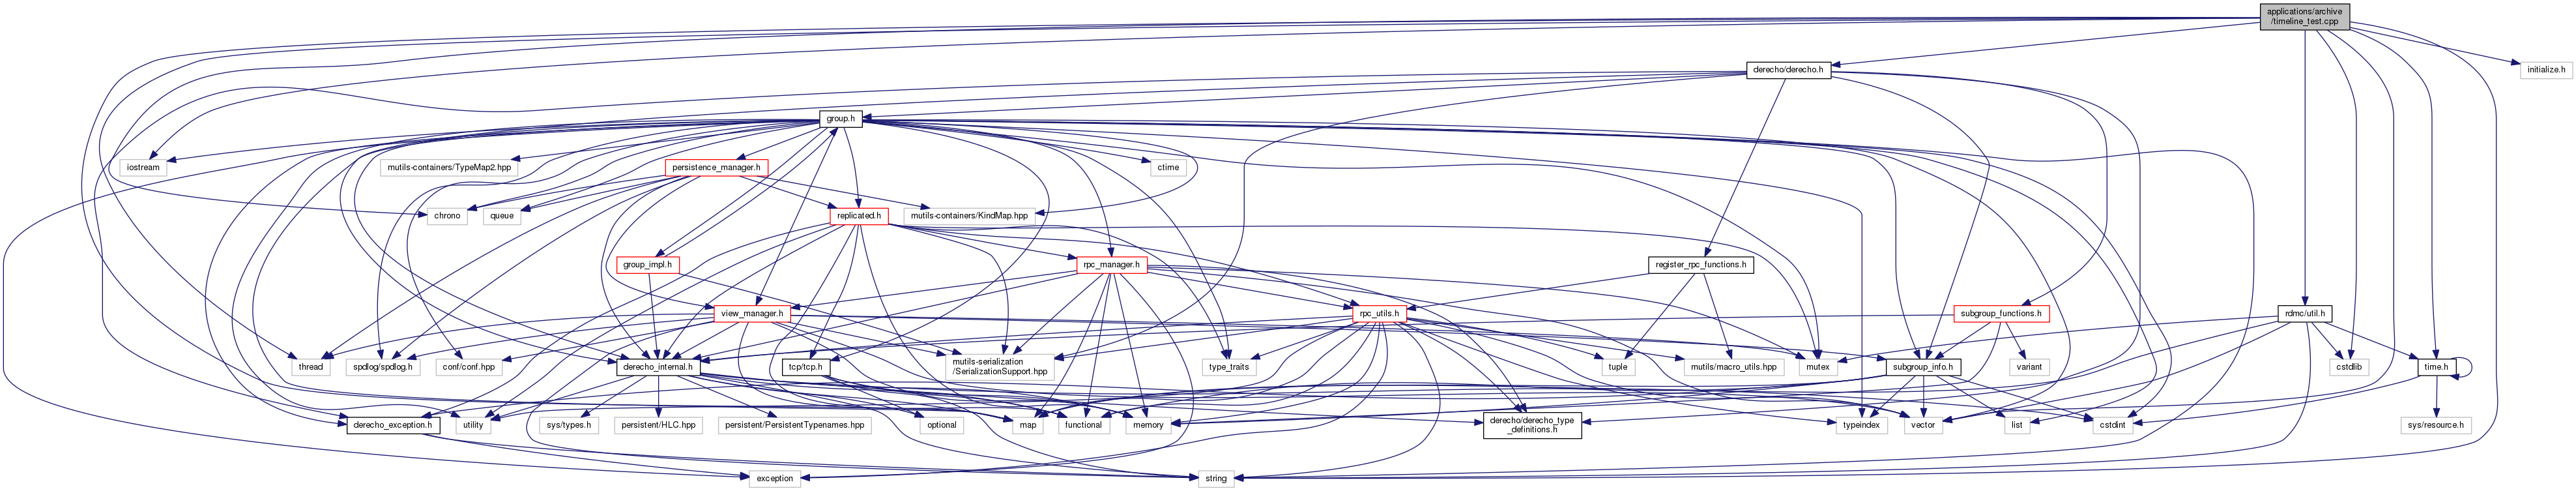 applications/archive
/timeline_test.cpp
derecho/derecho.h
initialize.h
group.h
iostream
mutils-containers/TypeMap2.hpp
persistence_manager.h
ctime
chrono
queue
replicated.h
mutils-containers/KindMap.hpp
group_impl.h
rpc_manager.h
register_rpc_functions.h
view_manager.h
rpc_utils.h
subgroup_functions.h
rdmc/util.h
thread
spdlog/spdlog.h
conf/conf.hpp
derecho_internal.h
tcp/tcp.h
mutils-serialization
/SerializationSupport.hpp
type_traits
tuple
mutils/macro_utils.hpp
mutex
subgroup_info.h
variant
cstdlib
time.h
derecho_exception.h
utility
sys/types.h
persistent/HLC.hpp
persistent/PersistentTypenames.hpp
optional
map
functional
memory
derecho/derecho_type
_definitions.h
typeindex
vector
list
cstdint
sys/resource.h
exception
string